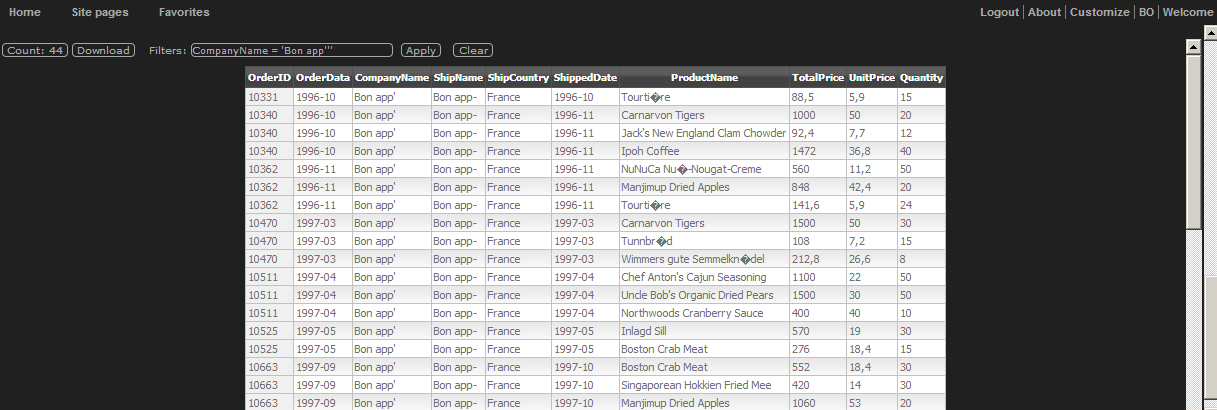 Home Site pages Favorites Logout About Customize BO Welcome
Count: 44 Download Filters: CompanyName = 'Bon app''' Apply Clear
OrderID OrderData CompanyName ShipName ShipCountry ShippedDate ProductName TotalPrice UnitPrice Quantity
10331 1996-10 Bon app' Bon app- France 1996-10 Tourti�re 88,5 5,9 15
10340 1996-10 Bon app' Bon app- France 1996-11 Carnarvon Tigers 1000 50 20
10340 1996-10 Bon app' Bon app- France 1996-11 Jack's New England Clam Chowder 92,4 7,7 12
10340 1996-10 Bon app' Bon app- France 1996-11 Ipoh Coffee 1472 36,8 40
10362 1996-11 Bon app' Bon app- France 1996-11 NuNuCa Nu�-Nougat-Creme 560 11,2 50
10362 1996-11 Bon app' Bon app- France 1996-11 Manjimup Dried Apples 848 42,4 20
10362 1996-11 Bon app' Bon app- France 1996-11 Tourti�re 141,6 5,9 24
10470 1997-03 Bon app' Bon app- France 1997-03 Carnarvon Tigers 1500 50 30
10470 1997-03 Bon app' Bon app- France 1997-03 Tunnbr�d 108 7,2 15
10470 1997-03 Bon app' Bon app- France 1997-03 Wimmers gute Semmelkn�del 212,8 26,6 8
10511 1997-04 Bon app' Bon app- France 1997-04 Chef Anton's Cajun Seasoning 1100 22 50
10511 1997-04 Bon app' Bon app- France 1997-04 Uncle Bob's Organic Dried Pears 1500 30 50
10511 1997-04 Bon app' Bon app- France 1997-04 Northwoods Cranberry Sauce 400 40 10
10525 1997-05 Bon app' Bon app- France 1997-05 Inlagd Sill 570 19 30
10525 1997-05 Bon app' Bon app- France 1997-05 Boston Crab Meat 276 18,4 15
10663 1997-09 Bon app' Bon app- France 1997-10 Boston Crab Meat 552 18,4 30
10663 1997-09 Bon app' Bon app- France 1997-10 Singaporean Hokkien Fried Mee 420 14 30
10663 1997-09 Bon app' Bon app- France 1997-10 Manjimup Dried Apples 1060 53 20